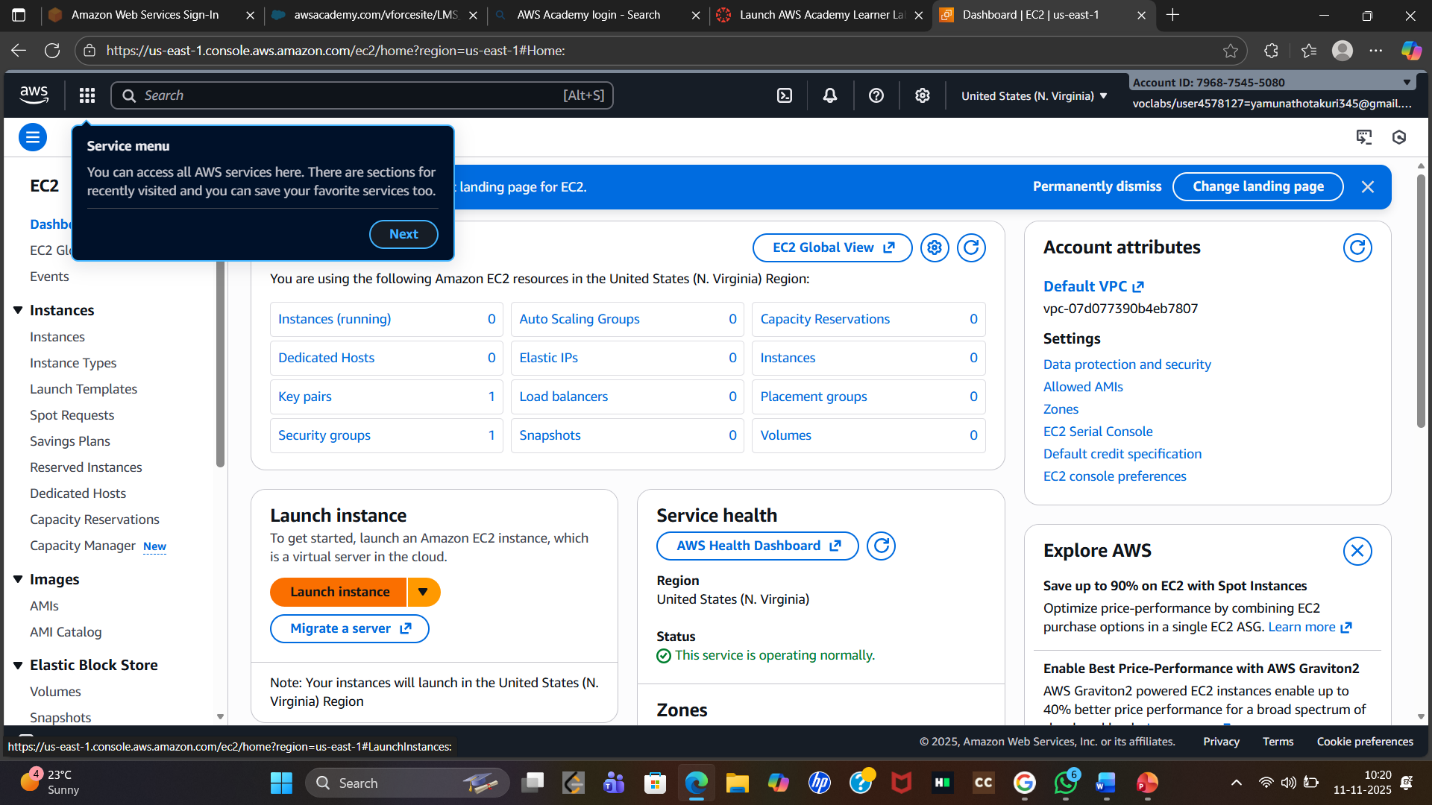 Amazon Web Services Sign-In
awsacademy.com/vforcesite/LMS
AWS Academy login - Search
Launch AWS Academy Learner La
Dashboard | EC2 | us-east-1
https://us-east-1.console.aws.amazon.com/ec2/home?region=us-east-1#Home:
aws
Search
[Alt+S]
United States (N. Virginia)
Account ID: 7968-7545-5080
voclabs/user4578127=yamunathotakuri345@gmail....
Service menu
You can access all AWS services here. There are sections for
recently visited and you can save your favorite services too.
Next
landing page for EC2.
Permanently dismiss
Change landing page
EC2
Dashbo
EC2 Glo
Events
Instances
Instances
Instance Types
Launch Templates
Spot Requests
Savings Plans
Reserved Instances
Dedicated Hosts
Capacity Reservations
Capacity Manager New
Images
AMIs
AMI Catalog
Elastic Block Store
Volumes
Snapshots
EC2 Global View
You are using the following Amazon EC2 resources in the United States (N. Virginia) Region:
Instances (running) 0
Auto Scaling Groups 0
Capacity Reservations 0
Dedicated Hosts 0
Elastic IPs 0
Instances 0
Key pairs 1
Load balancers 0
Placement groups 0
Security groups 1
Snapshots 0
Volumes 0
Launch instance
To get started, launch an Amazon EC2 instance, which
is a virtual server in the cloud.
Launch instance
Migrate a server
Note: Your instances will launch in the United States (N.
Virginia) Region
Service health
AWS Health Dashboard
Region
United States (N. Virginia)
Status
This service is operating normally.
Zones
Account attributes
Default VPC
vpc-07d077390b4eb7807
Settings
Data protection and security
Allowed AMIs
Zones
EC2 Serial Console
Default credit specification
EC2 console preferences
Explore AWS
Save up to 90% on EC2 with Spot Instances
Optimize price-performance by combining EC2
purchase options in a single EC2 ASG. Learn more
Enable Best Price-Performance with AWS Graviton2
AWS Graviton2 powered EC2 instances enable up to
40% better price performance for a broad spectrum of
https://us-east-1.console.aws.amazon.com/ec2/home?region=us-east-1#LaunchInstances:
© 2025, Amazon Web Services, Inc. or its affiliates.
Privacy
Terms
Cookie preferences
4
23°C
Sunny
Search
hp
H
CC
6
W
P
10:20
11-11-2025